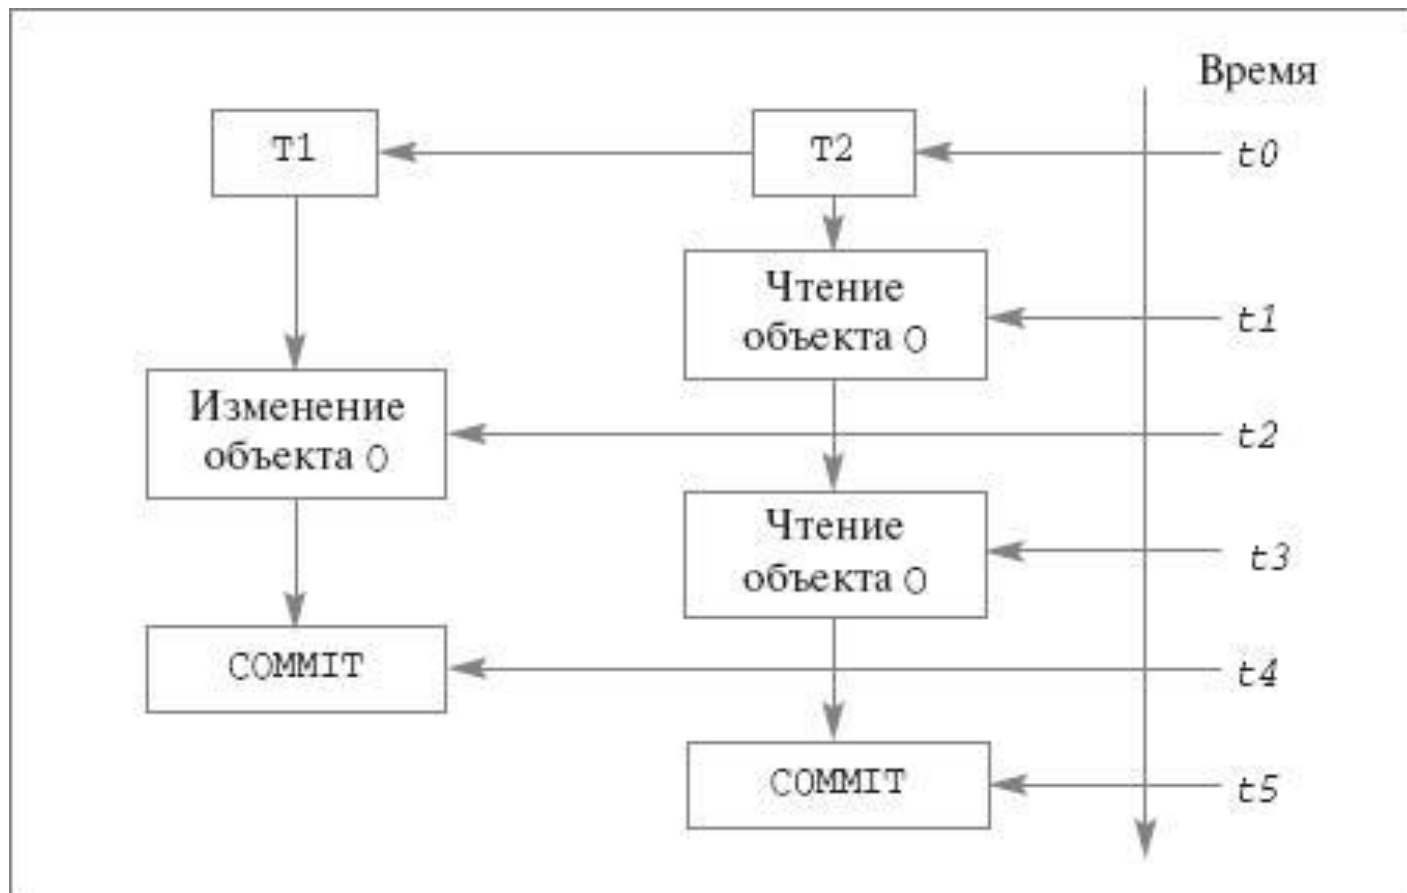 Время
T1
T2
t0
Чтение
объекта O
t1
Изменение
объекта O
t2
Чтение
объекта O
t3
COMMIT
t4
COMMIT
t5